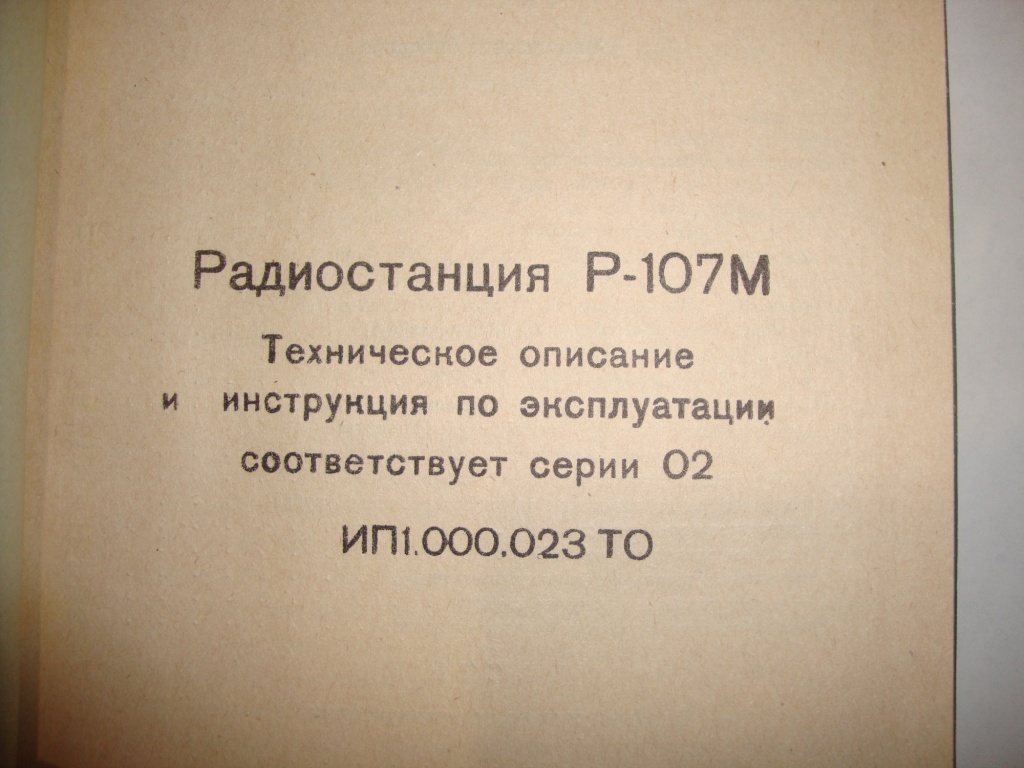 Радиостанция Р-107М
Техническое описание
и инструкция по эксплуатации
соответствует серии 02
ИП1.000.023 ТО